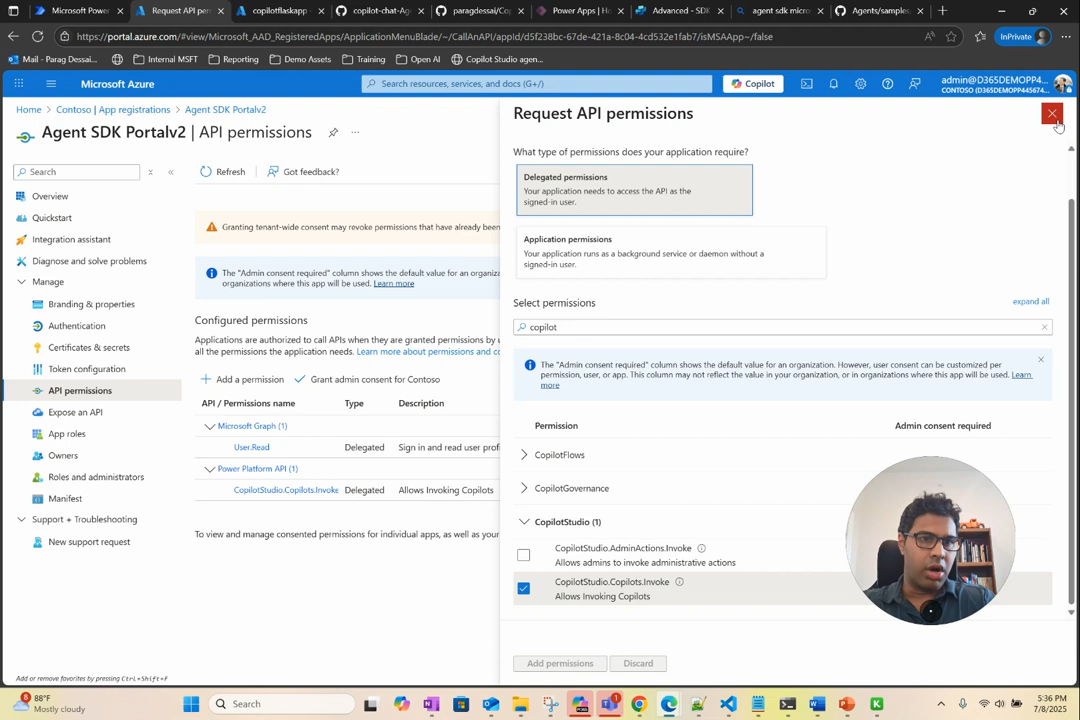 Microsoft Power
Request API perm
copilotflaskapp
copilot-chat-Age
paragdessai/Cop
Power Apps | Ho
Advanced - SDK
agent sdk micro
Agents/samples
https://portal.azure.com/#view/Microsoft_AAD_RegisteredApps/ApplicationMenuBlade/~/CallAnAPI/appId/d5f238bc-67de-421a-8c04-4cd532e1fab7/isMSAApp~/false
InPrivate
Mail - Parag Dessai...
Internal MSFT
Reporting
Demo Assets
Training
Open AI
Copilot Studio agen...
Microsoft Azure
Search resources, services, and docs (G+/)
Copilot
admin@D365DEMOPP4...
CONTOSO (D365DEMOPP445674...
Home > Contoso | App registrations > Agent SDK Portalv2
Agent SDK Portalv2 | API permissions
Search
Overview
Quickstart
Integration assistant
Diagnose and solve problems
Manage
Branding & properties
Authentication
Certificates & secrets
Token configuration
API permissions
Expose an API
App roles
Owners
Roles and administrators
Manifest
Support + Troubleshooting
New support request
Add or remove favorites by pressing Ctrl+Shift+F
Refresh
Got feedback?
Granting tenant-wide consent may revoke permissions that have already been
The "Admin consent required" column shows the default value for an organiza
organizations where this app will be used. Learn more
Configured permissions
Applications are authorized to call APIs when they are granted permissions by u
all the permissions the application needs. Learn more about permissions and co
Add a permission
Grant admin consent for Contoso
API / Permissions name
Type
Description
Microsoft Graph (1)
User.Read
Delegated
Sign in and read user prof
Power Platform API (1)
CopilotStudio.Copilots.Invoke
Delegated
Allows Invoking Copilots
To view and manage consented permissions for individual apps, as well as your
Request API permissions
What type of permissions does your application require?
Delegated permissions
Your application needs to access the API as the
signed-in user.
Application permissions
Your application runs as a background service or daemon without a
signed-in user.
Select permissions
expand all
copilot
The "Admin consent required" column shows the default value for an organization. However, user consent can be customized per
permission, user, or app. This column may not reflect the value in your organization, or in organizations where this app will be used. Learn
more
Permission
Admin consent required
CopilotFlows
CopilotGovernance
CopilotStudio (1)
CopilotStudio.AdminActions.Invoke
Allows admins to invoke administrative actions
CopilotStudio.Copilots.Invoke
Allows Invoking Copilots
Add permissions
Discard
88°F
Mostly cloudy
Search
5:36 PM
7/8/2025